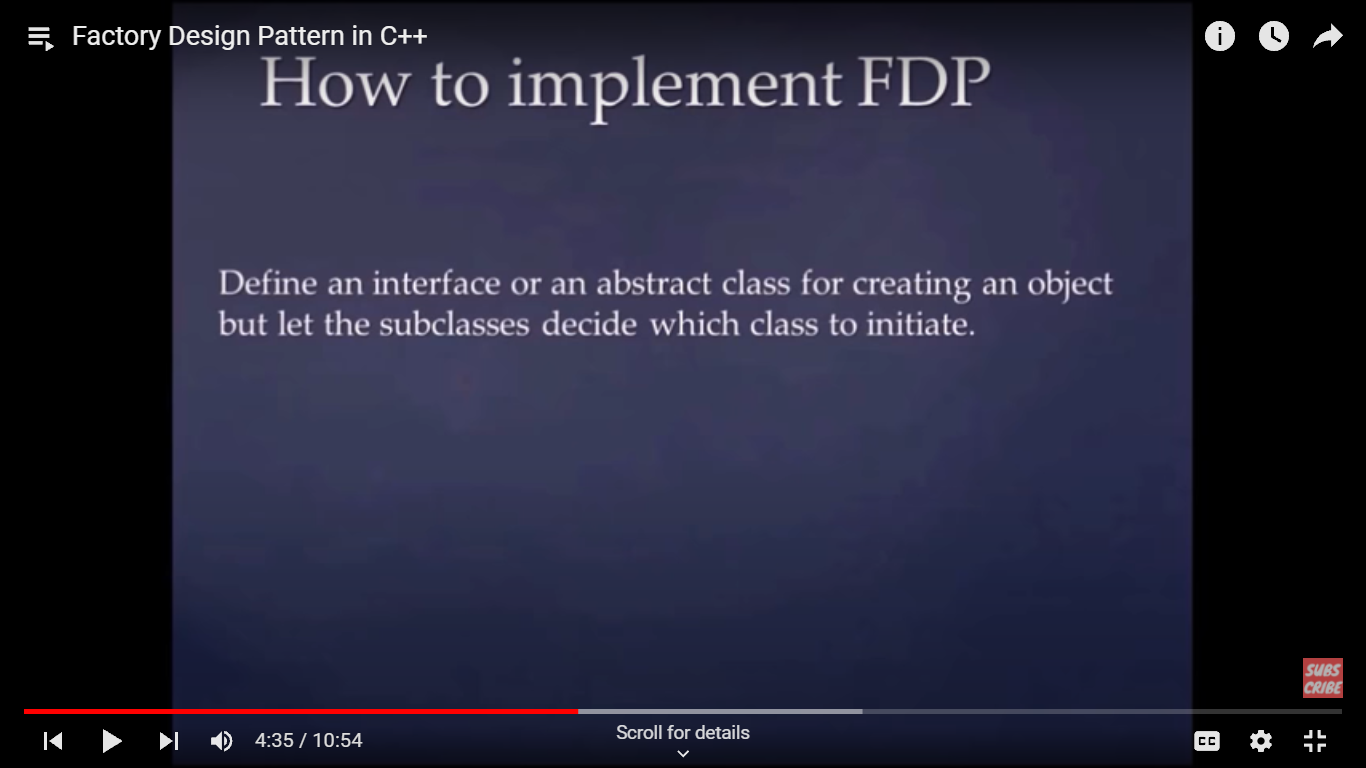 Factory Design Pattern in C++
How to implement FDP
Define an interface or an abstract class for creating an object
but let the subclasses decide which class to initiate.
SUBS
CRIBE
4:35 / 10:54
Scroll for details
CC